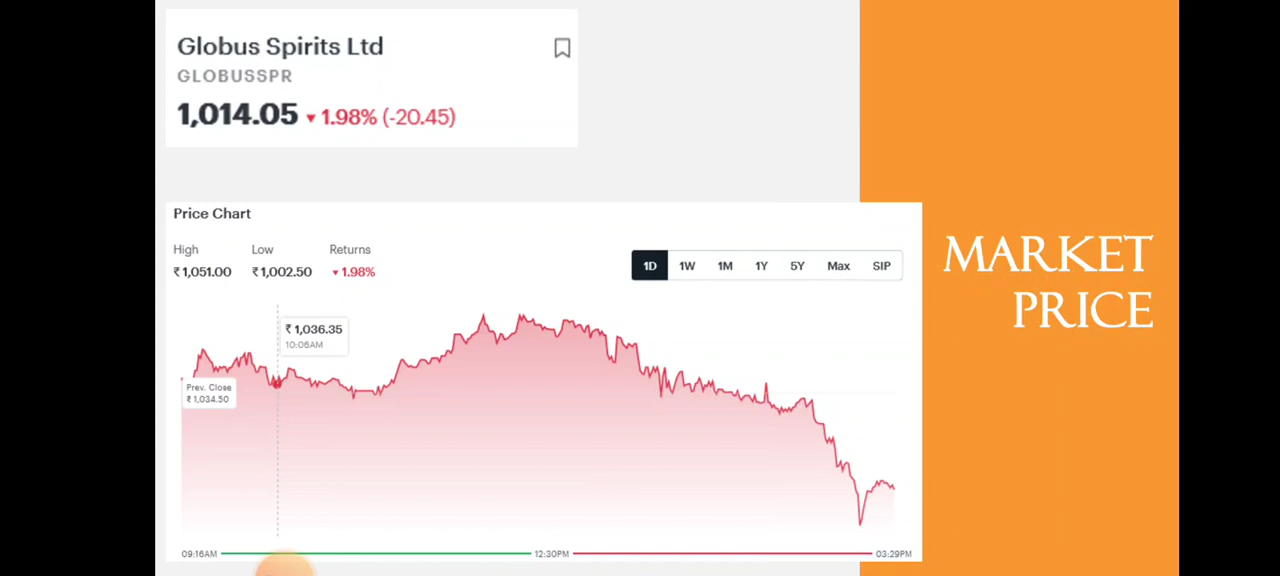 Globus Spirits Ltd
GLOBUSSPR
1,014.05 ▼ 1.98% (-20.45)
Price Chart
High Low Returns
₹1,051.00 ₹1,002.50 ▼1.98%
1D 1W 1M 1Y 5Y Max SIP
MARKET
PRICE
₹ 1,036.35
10:06AM
Prev. Close
₹ 1,034.50
09:16AM 12:30PM 03:29PM